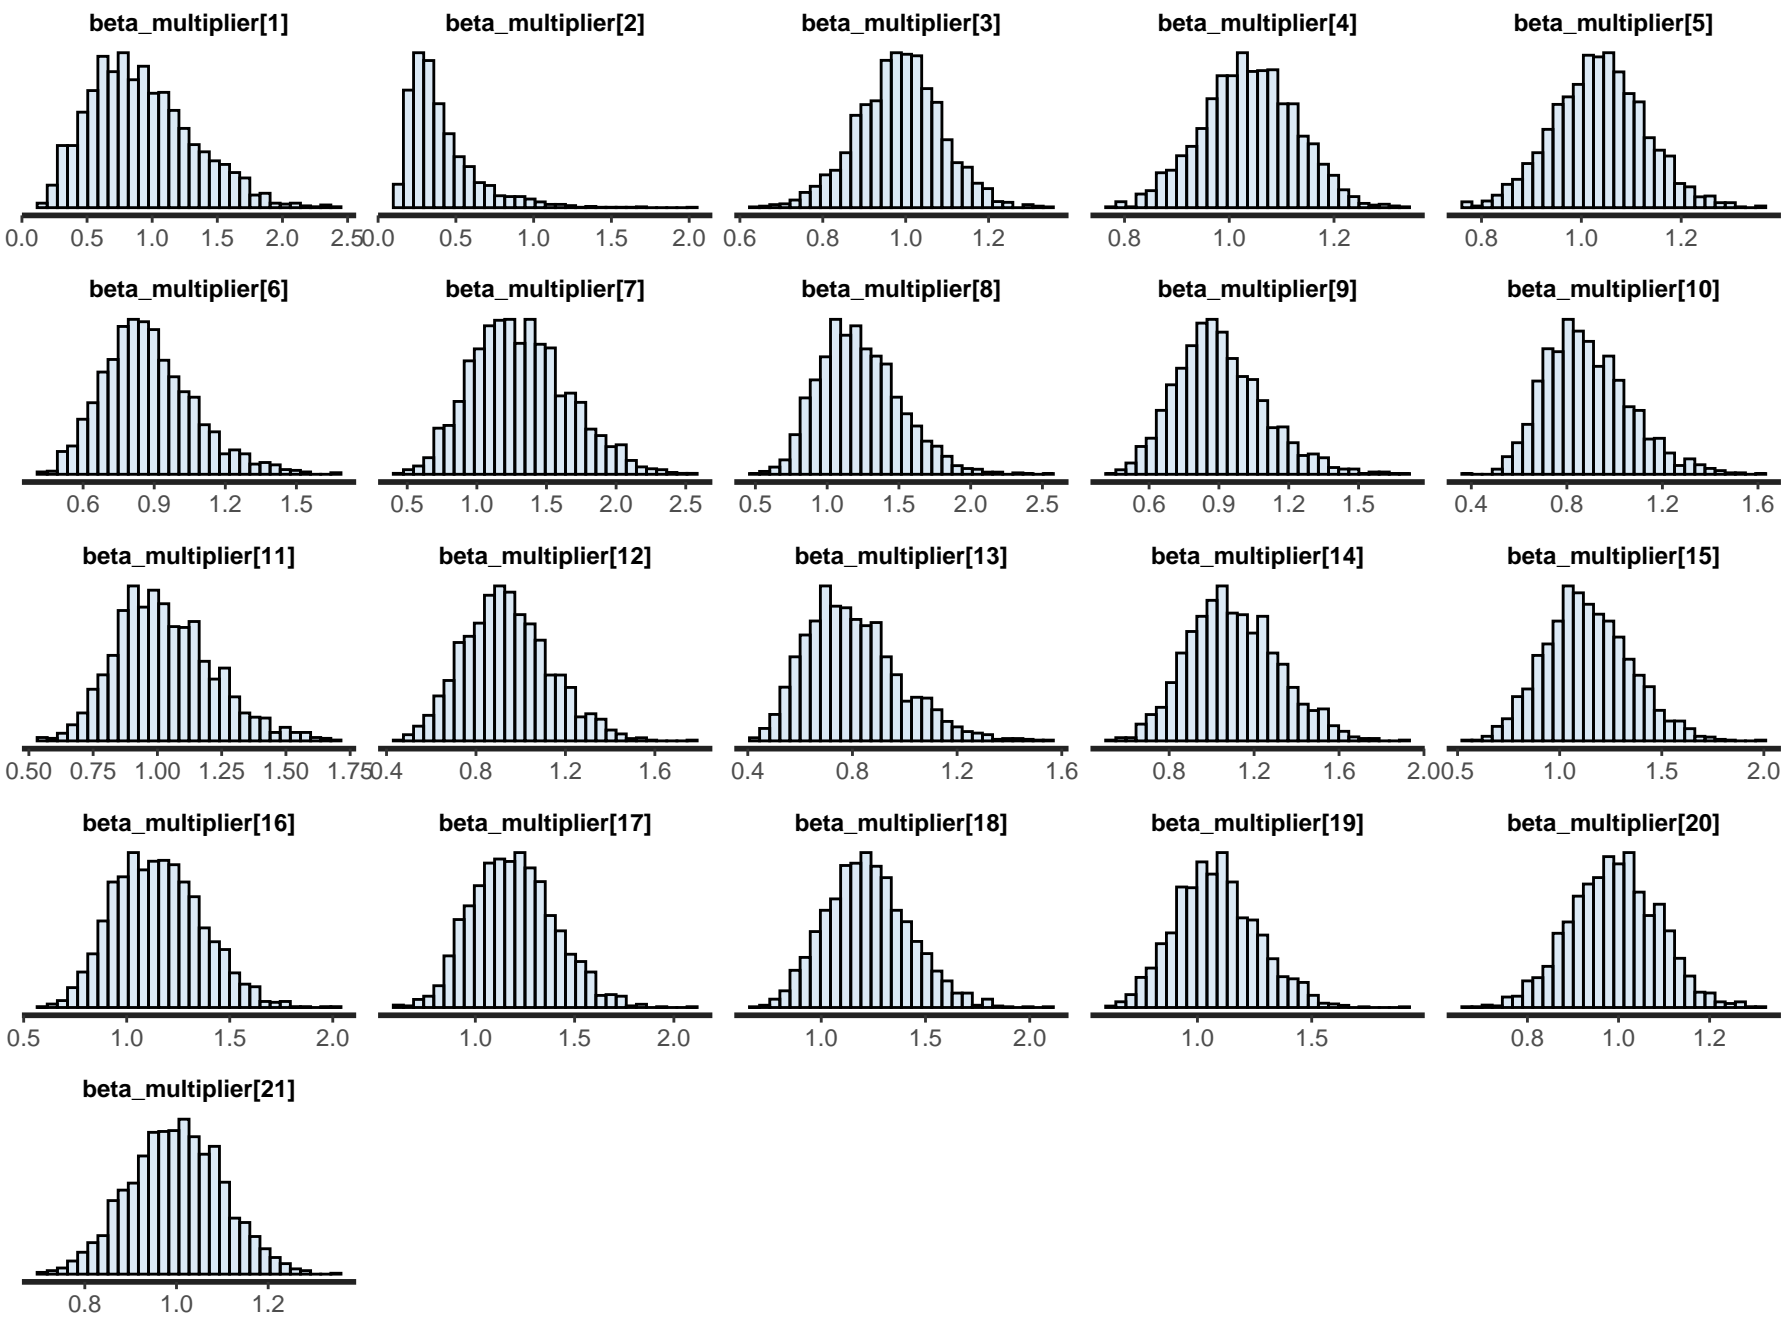 beta_multiplier[1] beta_multiplier[2] beta_multiplier[3] beta_multiplier[4] beta_multiplier[5]
0.0 0.5 1.0 1.5 2.0 2.5 0.0 0.5 1.0 1.5 2.0 0.6 0.8 1.0 1.2 0.8 1.0 1.2 0.8 1.0 1.2
beta_multiplier[6] beta_multiplier[7] beta_multiplier[8] beta_multiplier[9] beta_multiplier[10]
0.6 0.9 1.2 1.5 0.5 1.0 1.5 2.0 2.5 0.5 1.0 1.5 2.0 2.5 0.6 0.9 1.2 1.5 0.4 0.8 1.2 1.6
beta_multiplier[11] beta_multiplier[12] beta_multiplier[13] beta_multiplier[14] beta_multiplier[15]
0.50 0.75 1.00 1.25 1.50 1.75 0.4 0.8 1.2 1.6 0.4 0.8 1.2 1.6 0.8 1.2 1.6 2.0 0.5 1.0 1.5 2.0
beta_multiplier[16] beta_multiplier[17] beta_multiplier[18] beta_multiplier[19] beta_multiplier[20]
0.5 1.0 1.5 2.0 1.0 1.5 2.0 1.0 1.5 2.0 1.0 1.5 0.8 1.0 1.2
beta_multiplier[21]
0.8 1.0 1.2